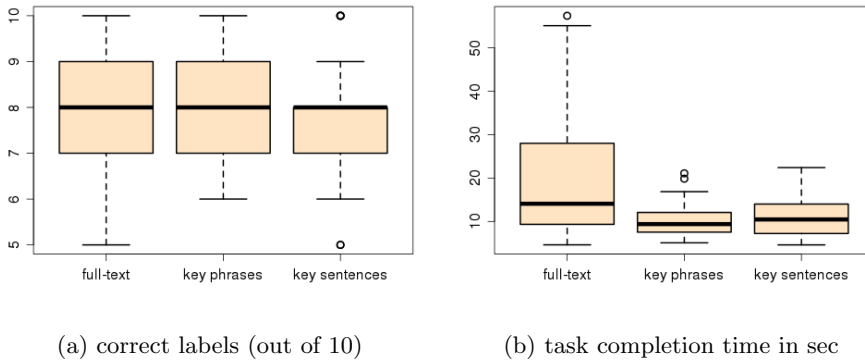 10
9
8
7
6
5
full-text key phrases key sentences
50
40
30
20
10
full-text key phrases key sentences
(a) correct labels (out of 10)
(b) task completion time in sec